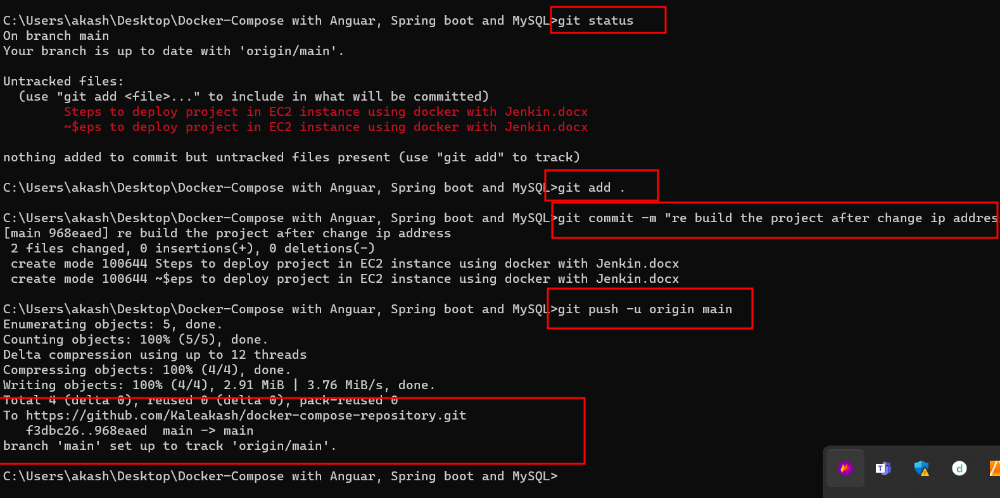 C:\Users\akash\Desktop\Docker-Compose with Anguar, Spring boot and MySQL>git status
On branch main
Your branch is up to date with 'origin/main'.
Untracked files:
(use "git add <file>..." to include in what will be committed)
Steps to deploy project in EC2 instance using docker with Jenkin.docx
~$eps to deploy project in EC2 instance using docker with Jenkin.docx
nothing added to commit but untracked files present (use "git add" to track)
C:\Users\akash\Desktop\Docker-Compose with Anguar, Spring boot and MySQL>git add .
C:\Users\akash\Desktop\Docker-Compose with Anguar, Spring boot and MySQL>git commit -m "re build the project after change ip address
[main 968eaed] re build the project after change ip address
2 files changed, 0 insertions(+), 0 deletions(-)
create mode 100644 Steps to deploy project in EC2 instance using docker with Jenkin.docx
create mode 100644 ~$eps to deploy project in EC2 instance using docker with Jenkin.docx
C:\Users\akash\Desktop\Docker-Compose with Anguar, Spring boot and MySQL>git push -u origin main
Enumerating objects: 5, done.
Counting objects: 100% (5/5), done.
Delta compression using up to 12 threads
Compressing objects: 100% (4/4), done.
Writing objects: 100% (4/4), 2.91 MiB | 3.76 MiB/s, done.
Total 4 (delta 0), reused 0 (delta 0), pack-reused 0
To https://github.com/Kaleakash/docker-compose-repository.git
f3dbc26..968eaed  main -> main
branch 'main' set up to track 'origin/main'.
C:\Users\akash\Desktop\Docker-Compose with Anguar, Spring boot and MySQL>
T
d